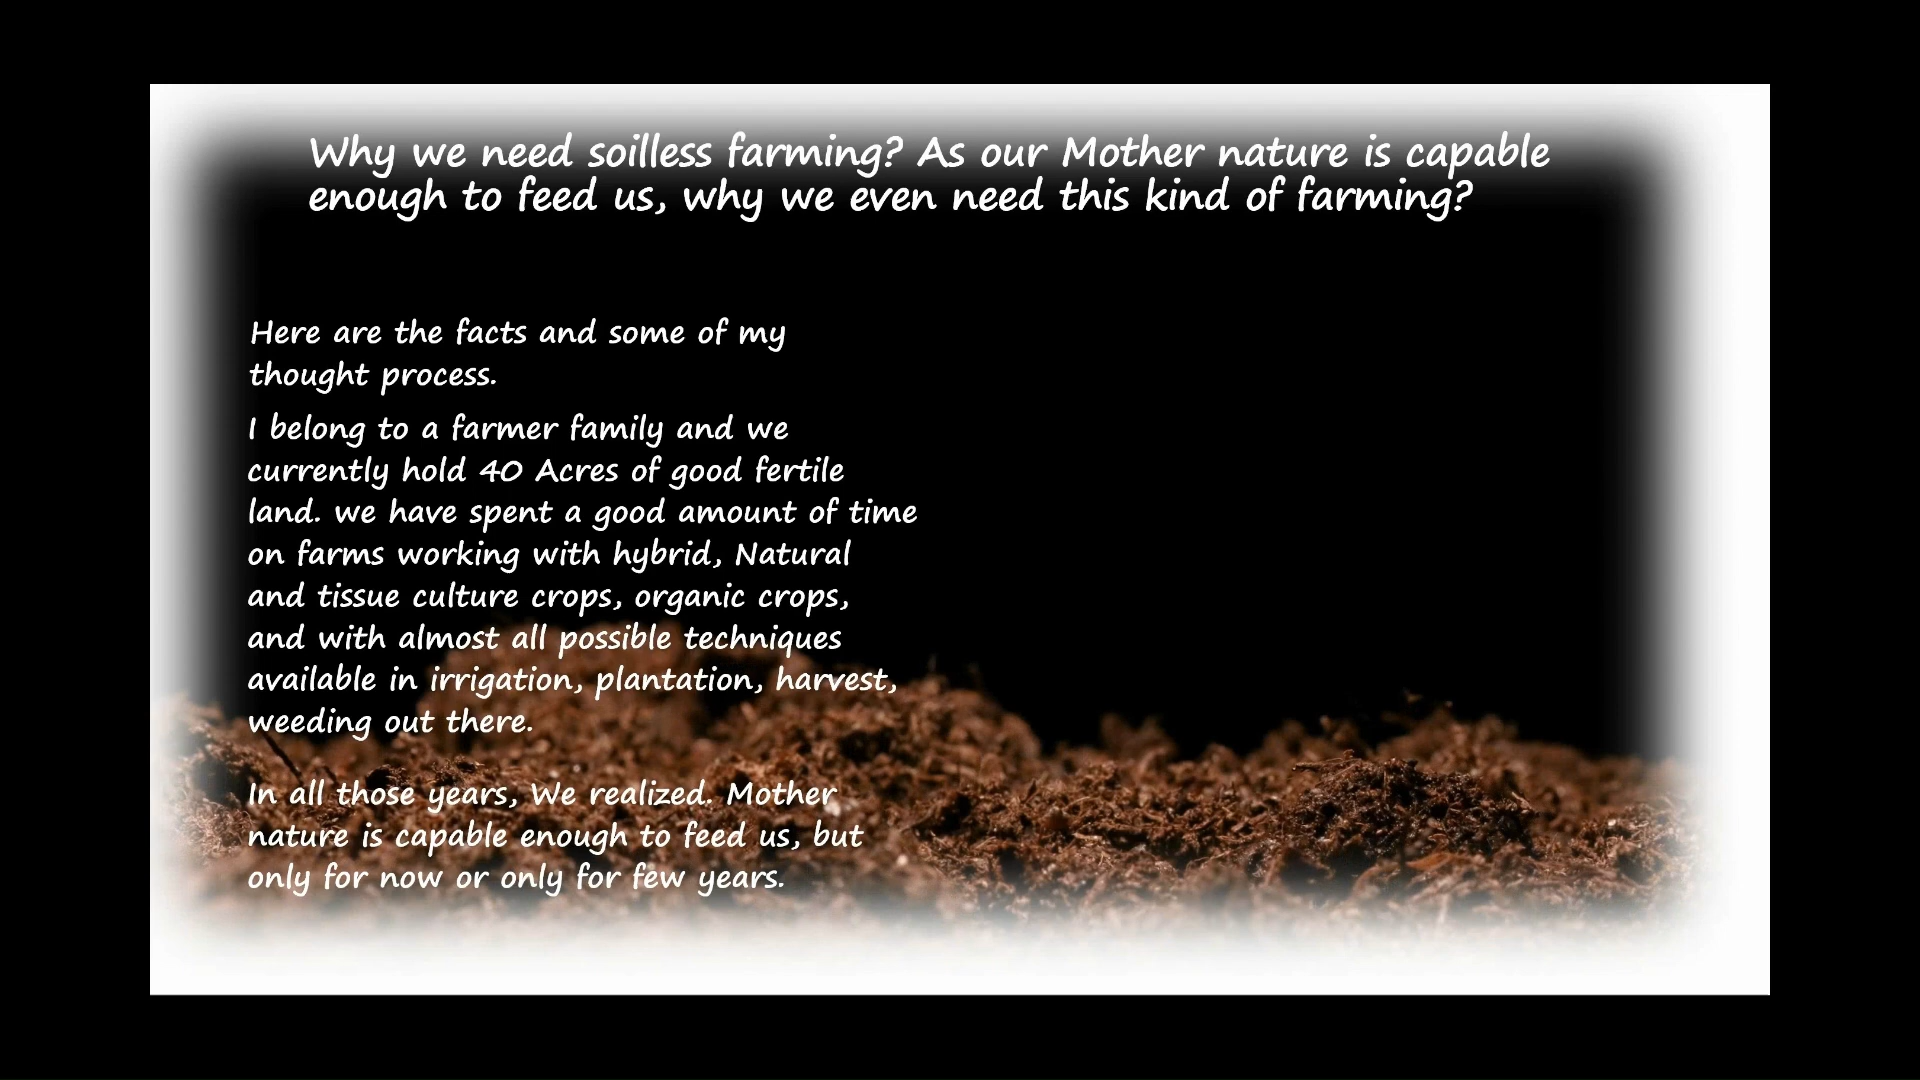 Why we need soilless farming? As our Mother nature is capable
enough to feed us, why we even need this kind of farming?
Here are the facts and some of my
thought process.
I belong to a farmer family and we
currently hold 40 Acres of good fertile
land. we have spent a good amount of time
on farms working with hybrid, Natural
and tissue culture crops, organic crops,
and with almost all possible techniques
available in irrigation, plantation, harvest,
weeding out there.
In all those years, We realized. Mother
nature is capable enough to feed us, but
only for now or only for few years.